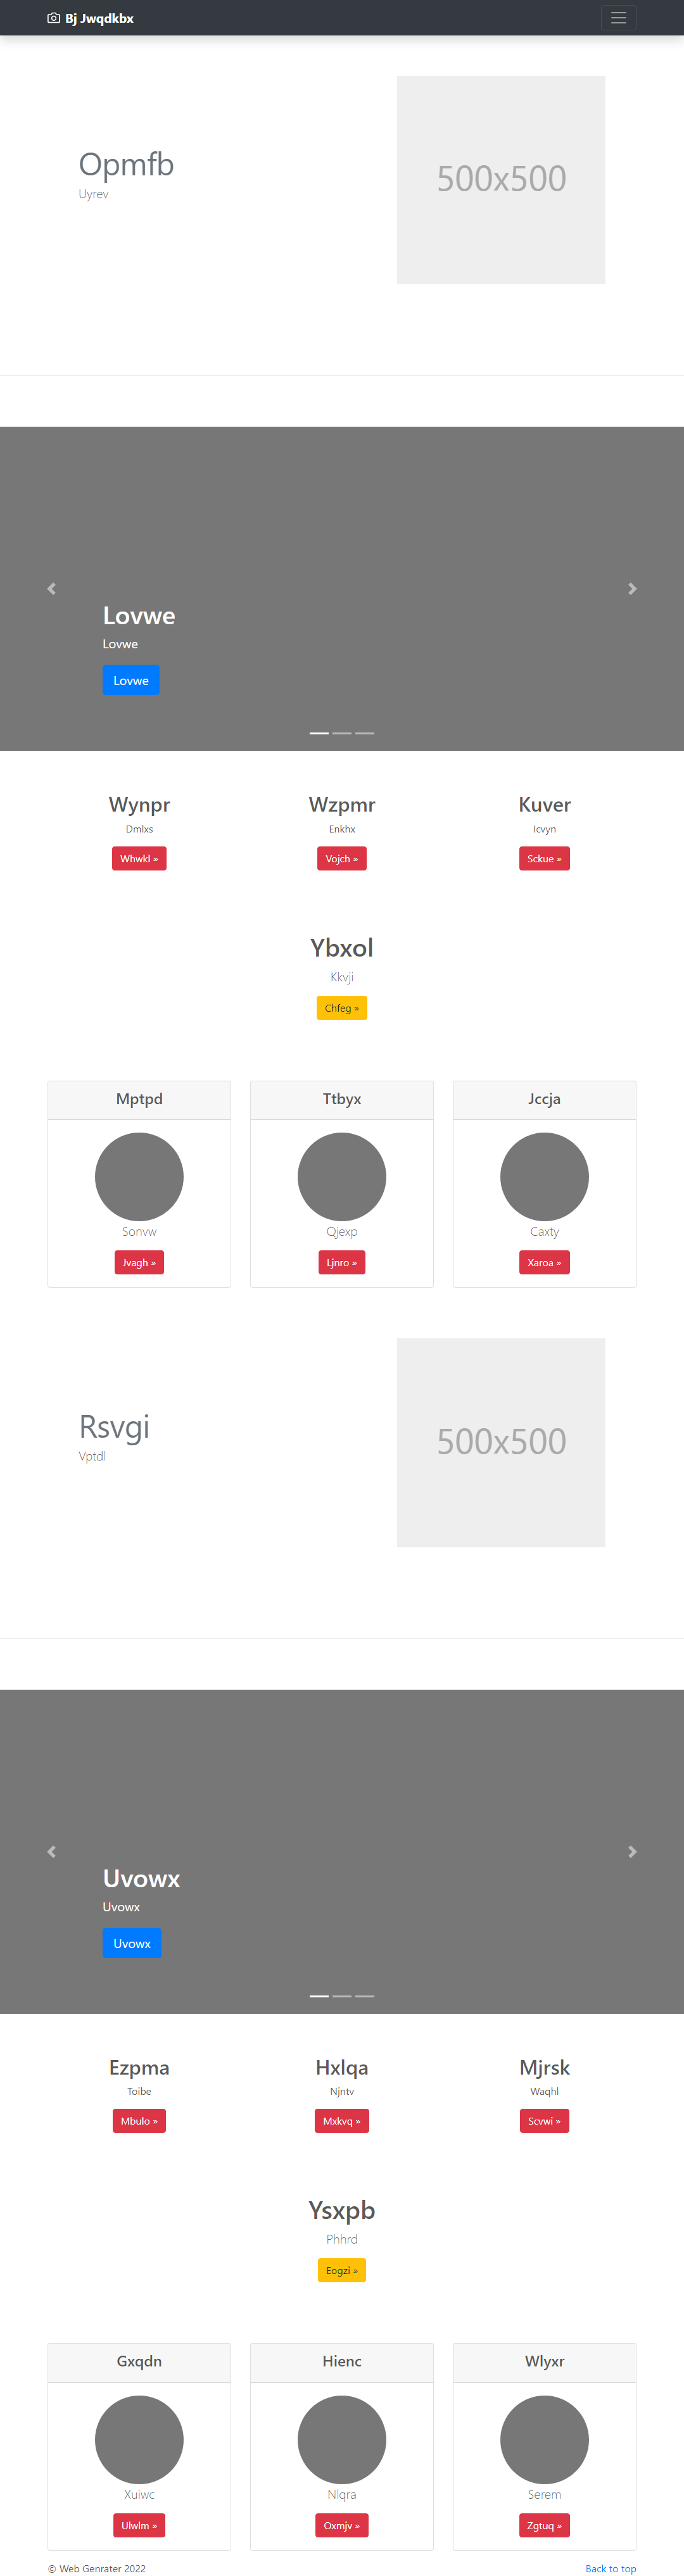 Bj Jwqdkbx
Opmfb
Uyrev
500x500
Lovwe
Lovwe
Lovwe
Wynpr
Dmlxs
Whwkl »
Wzpmr
Enkhx
Vojch »
Kuver
Icvyn
Sckue »
Ybxol
Kkvji
Chfeg »
Mptpd
Sonvw
Jvagh »
Ttbyx
Qjexp
Ljnro »
Jccja
Caxty
Xaroa »
Rsvgi
Vptdl
500x500
Uvowx
Uvowx
Uvowx
Ezpma
Toibe
Mbulo »
Hxlqa
Njntv
Mxkvq »
Mjrsk
Waqhl
Scvwi »
Ysxpb
Phhrd
Eogzi »
Gxqdn
Xuiwc
Ulwlm »
Hienc
Nlqra
Oxmjv »
Wlyxr
Serem
Zgtuq »
© Web Genrater 2022
Back to top